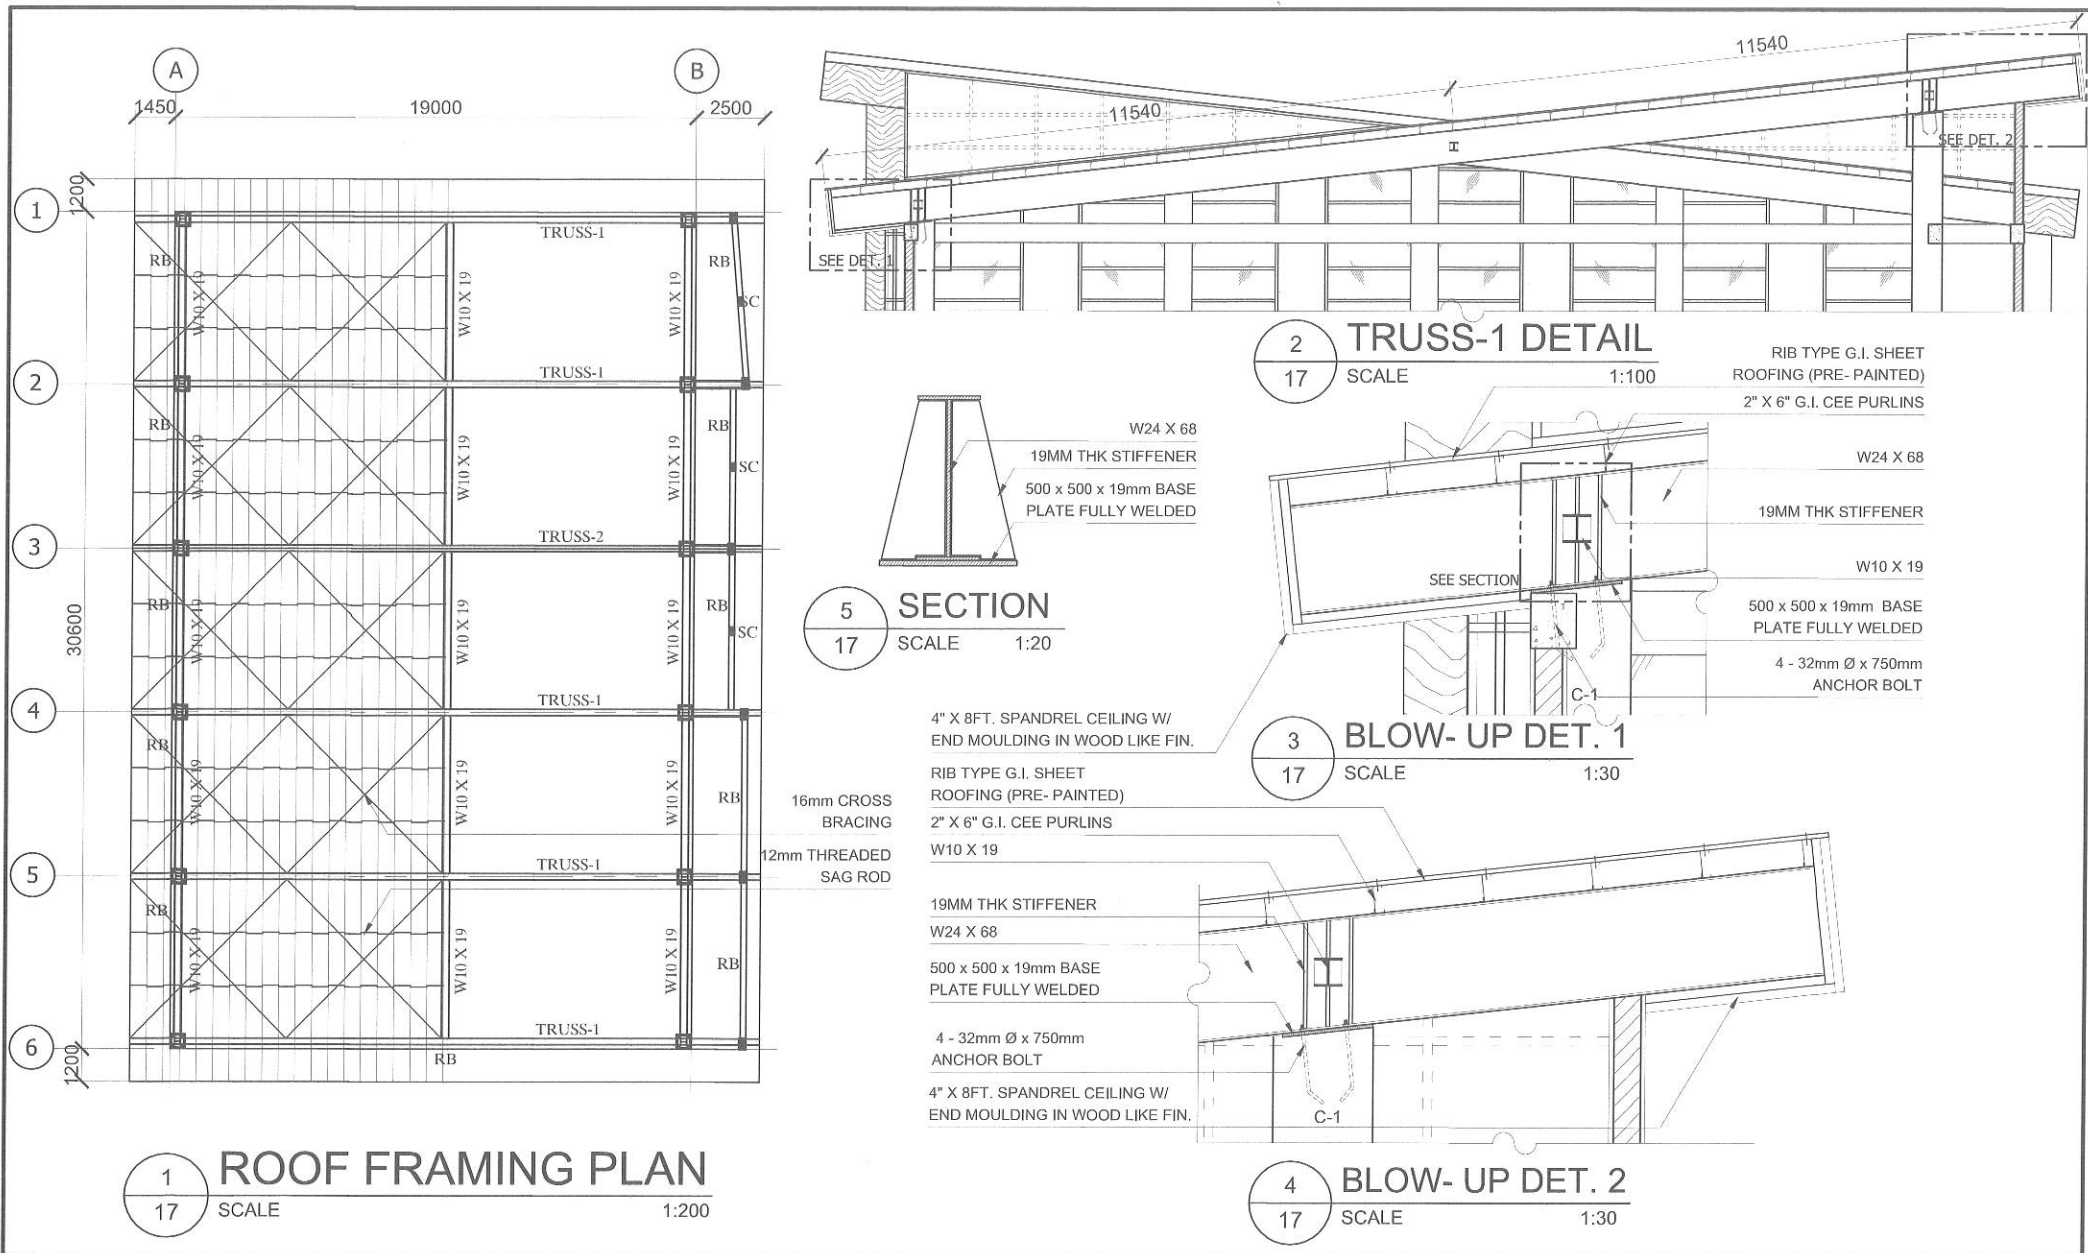 A
B
1450
19000
2500
1200
1
2
3
4
5
6
30600
1200
TRUSS-1
TRUSS-1
TRUSS-2
TRUSS-1
TRUSS-1
TRUSS-1
RB
W10 X 19
W10 X 19
W10 X 19
RB
SC
RB
W10 X 19
W10 X 19
W10 X 19
RB
SC
RB
W10 X 19
W10 X 19
W10 X 19
RB
SC
RB
W10 X 19
W10 X 19
W10 X 19
RB
RB
W10 X 19
W10 X 19
W10 X 19
RB
RB
16mm CROSS
BRACING
12mm THREADED
SAG ROD
1
17
ROOF FRAMING PLAN
SCALE 1:200
11540
11540
SEE DET. 1
SEE DET. 2
H
2
17
TRUSS-1 DETAIL
SCALE 1:100
W24 X 68
19MM THK STIFFENER
500 x 500 x 19mm BASE
PLATE FULLY WELDED
5
17
SECTION
SCALE 1:20
RIB TYPE G.I. SHEET
ROOFING (PRE- PAINTED)
2" X 6" G.I. CEE PURLINS
W24 X 68
19MM THK STIFFENER
W10 X 19
500 x 500 x 19mm BASE
PLATE FULLY WELDED
4 - 32mm Ø x 750mm
ANCHOR BOLT
SEE SECTION
C-1
3
17
BLOW- UP DET. 1
SCALE 1:30
4" X 8FT. SPANDREL CEILING W/
END MOULDING IN WOOD LIKE FIN.
RIB TYPE G.I. SHEET
ROOFING (PRE- PAINTED)
2" X 6" G.I. CEE PURLINS
W10 X 19
19MM THK STIFFENER
W24 X 68
500 x 500 x 19mm BASE
PLATE FULLY WELDED
4 - 32mm Ø x 750mm
ANCHOR BOLT
4" X 8FT. SPANDREL CEILING W/
END MOULDING IN WOOD LIKE FIN.
C-1
4
17
BLOW- UP DET. 2
SCALE 1:30